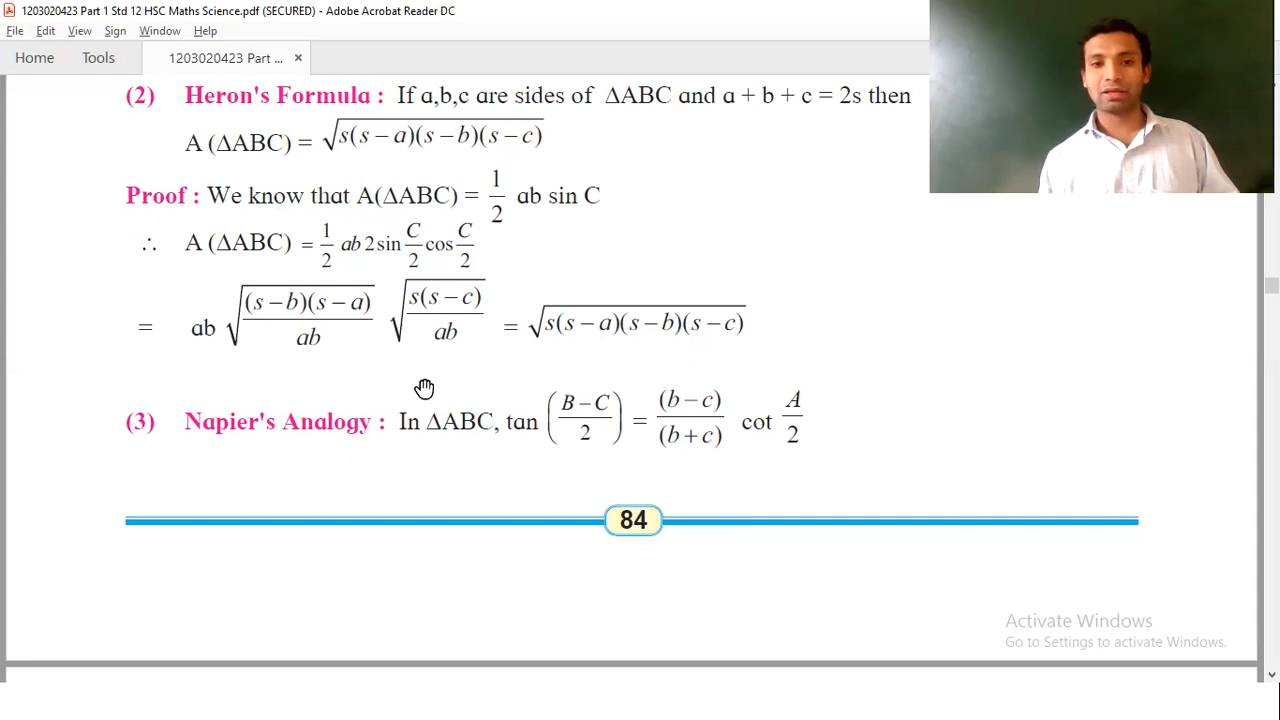 1203020423 Part 1 Std 12 HSC Maths Science.pdf (SECURED) - Adobe Acrobat Reader DC
File Edit View Sign Window Help
Home Tools 1203020423 Part ... ×
(2) Heron's Formula : If a,b,c are sides of ΔABC and a + b + c = 2s then
A (ΔABC) = √(s(s−a)(s−b)(s−c))
Proof : We know that A(ΔABC) = 1/2 ab sin C
∴ A (ΔABC) = 1/2 ab 2 sin C/2 cos C/2
= ab √((s−b)(s−a)/ab) √(s(s−c)/ab) = √(s(s−a)(s−b)(s−c))
(3) Napier's Analogy : In ΔABC, tan ((B−C)/2) = (b−c)/(b+c) cot A/2
84
Activate Windows
Go to Settings to activate Windows.